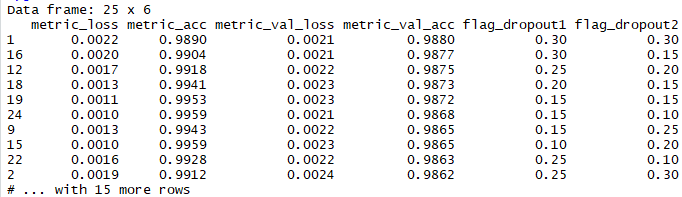 Data frame: 25 x 6
metric_loss metric_acc metric_val_loss metric_val_acc flag_dropout1 flag_dropout2
1 0.0022 0.9890 0.0021 0.9880 0.30 0.30
16 0.0020 0.9904 0.0021 0.9877 0.30 0.15
12 0.0017 0.9918 0.0022 0.9875 0.25 0.20
18 0.0013 0.9941 0.0023 0.9873 0.20 0.15
19 0.0011 0.9953 0.0023 0.9872 0.15 0.15
24 0.0010 0.9959 0.0021 0.9868 0.15 0.10
9 0.0013 0.9943 0.0022 0.9865 0.15 0.25
15 0.0010 0.9959 0.0023 0.9865 0.10 0.20
22 0.0016 0.9928 0.0022 0.9863 0.25 0.10
2 0.0019 0.9912 0.0024 0.9862 0.25 0.30
# ... with 15 more rows